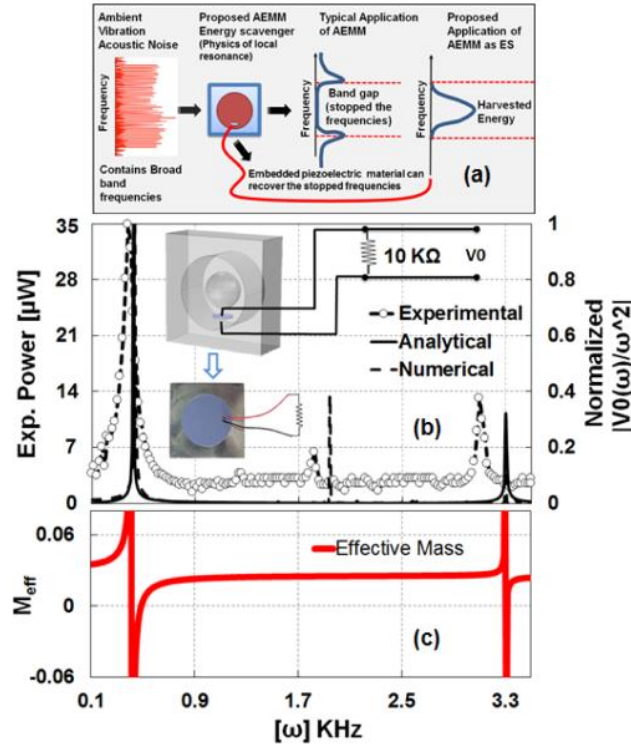 Ambient
Vibration
Acoustic Noise
Frequency
Contains Broad
band frequencies
Proposed AEMM
Energy scavenger
(Physics of local
resonance)
Typical Application
of AEMM
Frequency
Band gap
(stopped the
frequencies)
Proposed
Application of
AEMM as ES
Frequency
Harvested
Energy
Embedded piezoelectric material can
recover the stopped frequencies
(a)
35
28
21
14
7
0
Exp. Power [µW]
10 KΩ
V0
Experimental
Analytical
Numerical
(b)
1
0.8
0.6
0.4
0.2
0
Normalized
|V0(ω)/ω^2|
0.06
0
-0.06
M_eff
Effective Mass
(c)
0.1
0.9
1.7
2.5
3.3
[ω] KHz